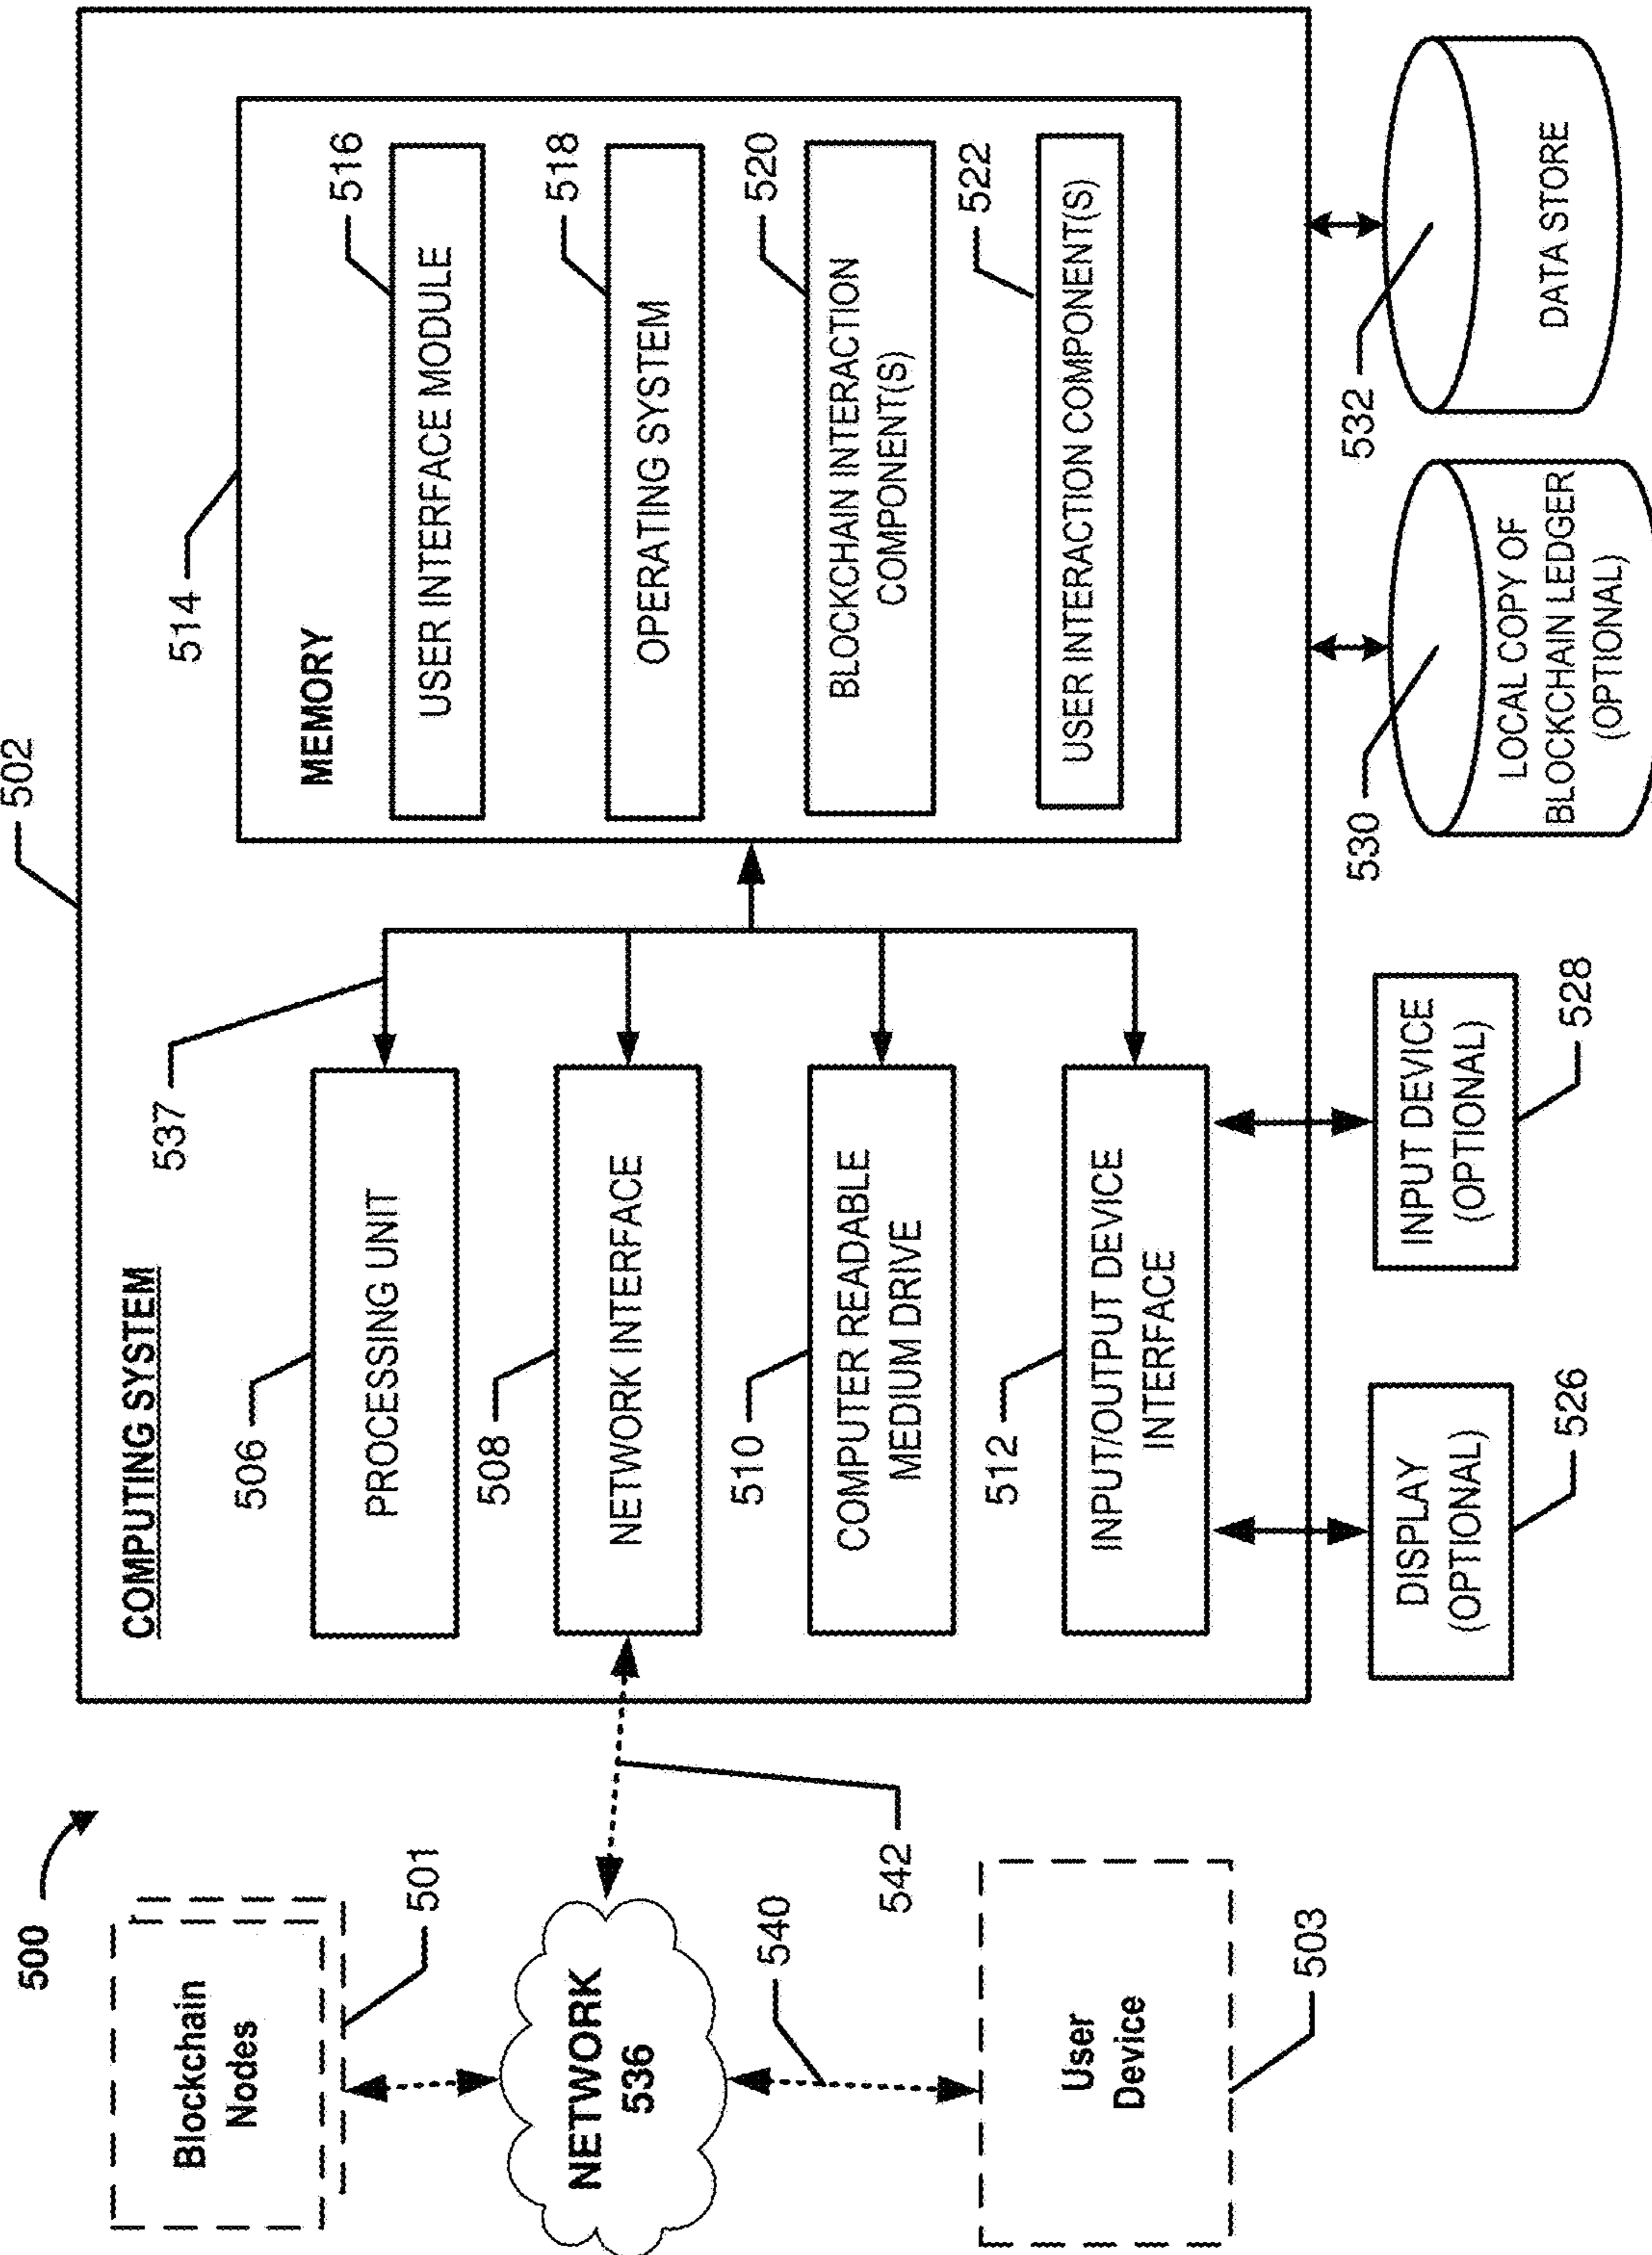 500
502
Blockchain
Nodes
501
NETWORK
536
540
542
User
Device
503
COMPUTING SYSTEM
537
506
PROCESSING UNIT
508
NETWORK INTERFACE
510
COMPUTER READABLE
MEDIUM DRIVE
512
INPUT/OUTPUT DEVICE
INTERFACE
514
MEMORY
516
USER INTERFACE MODULE
518
OPERATING SYSTEM
520
BLOCKCHAIN INTERACTION
COMPONENT(S)
522
USER INTERACTION COMPONENT(S)
DISPLAY
(OPTIONAL)
526
INPUT DEVICE
(OPTIONAL)
528
530
LOCAL COPY OF
BLOCKCHAIN LEDGER
(OPTIONAL)
532
DATA STORE